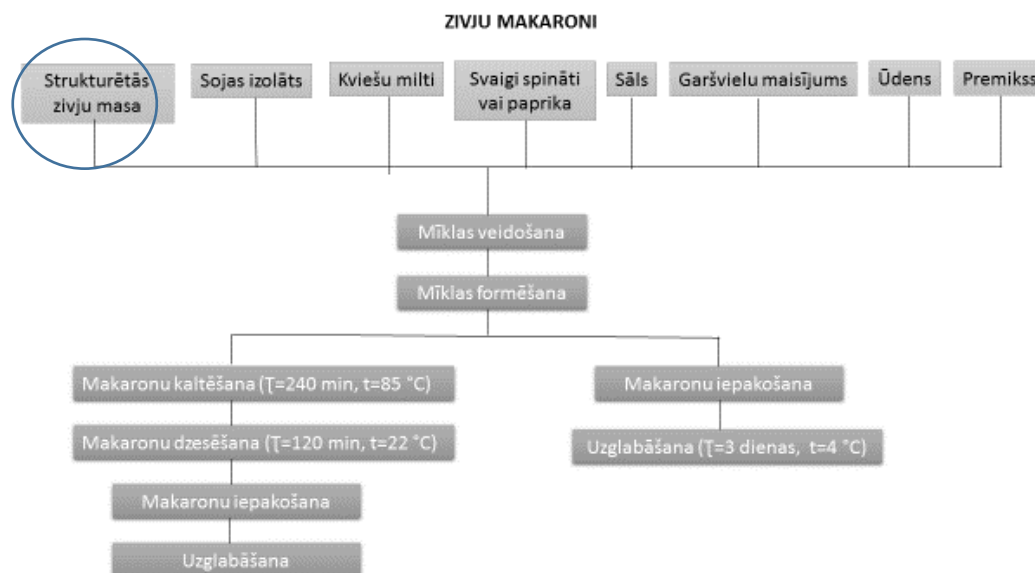 ZIVJU MAKARONI
Strukturētās
zivju masa
Sojas izolāts
Kviešu milti
Svaigi spināti
vai paprika
Sāls
Garšvielu maisījums
Ūdens
Premikss
Mīklas veidošana
Mīklas formēšana
Makaronu kaltēšana (Ʈ=240 min, t=85 °C)
Makaronu iepakošana
Makaronu dzesēšana (Ʈ=120 min, t=22 °C)
Uzglabāšana (Ʈ=3 dienas, t=4 °C)
Makaronu iepakošana
Uzglabāšana